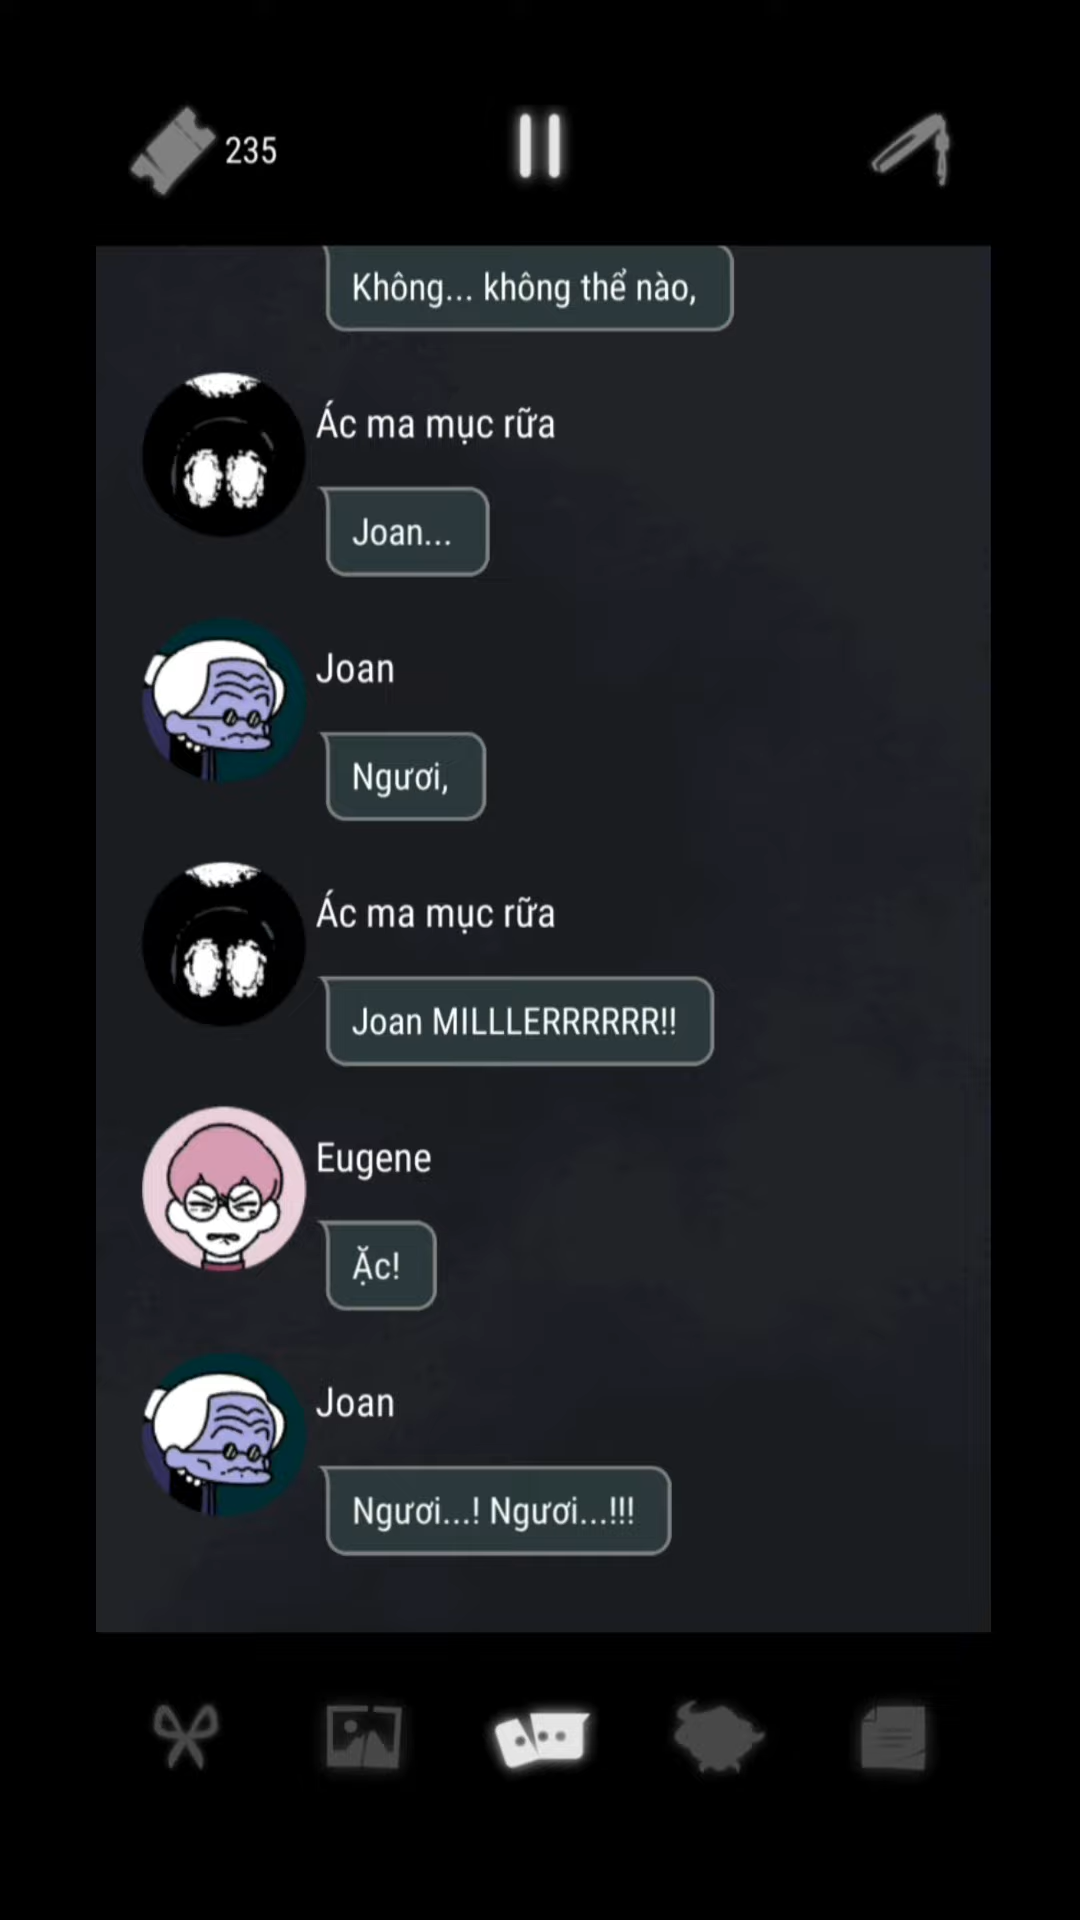 235
Không... không thể nào,
Ác ma mục rữa
Joan...
Joan
Ngươi,
Ác ma mục rữa
Joan MILLLERRRRRR!!
Eugene
Ặc!
Joan
Ngươi...! Ngươi...!!!